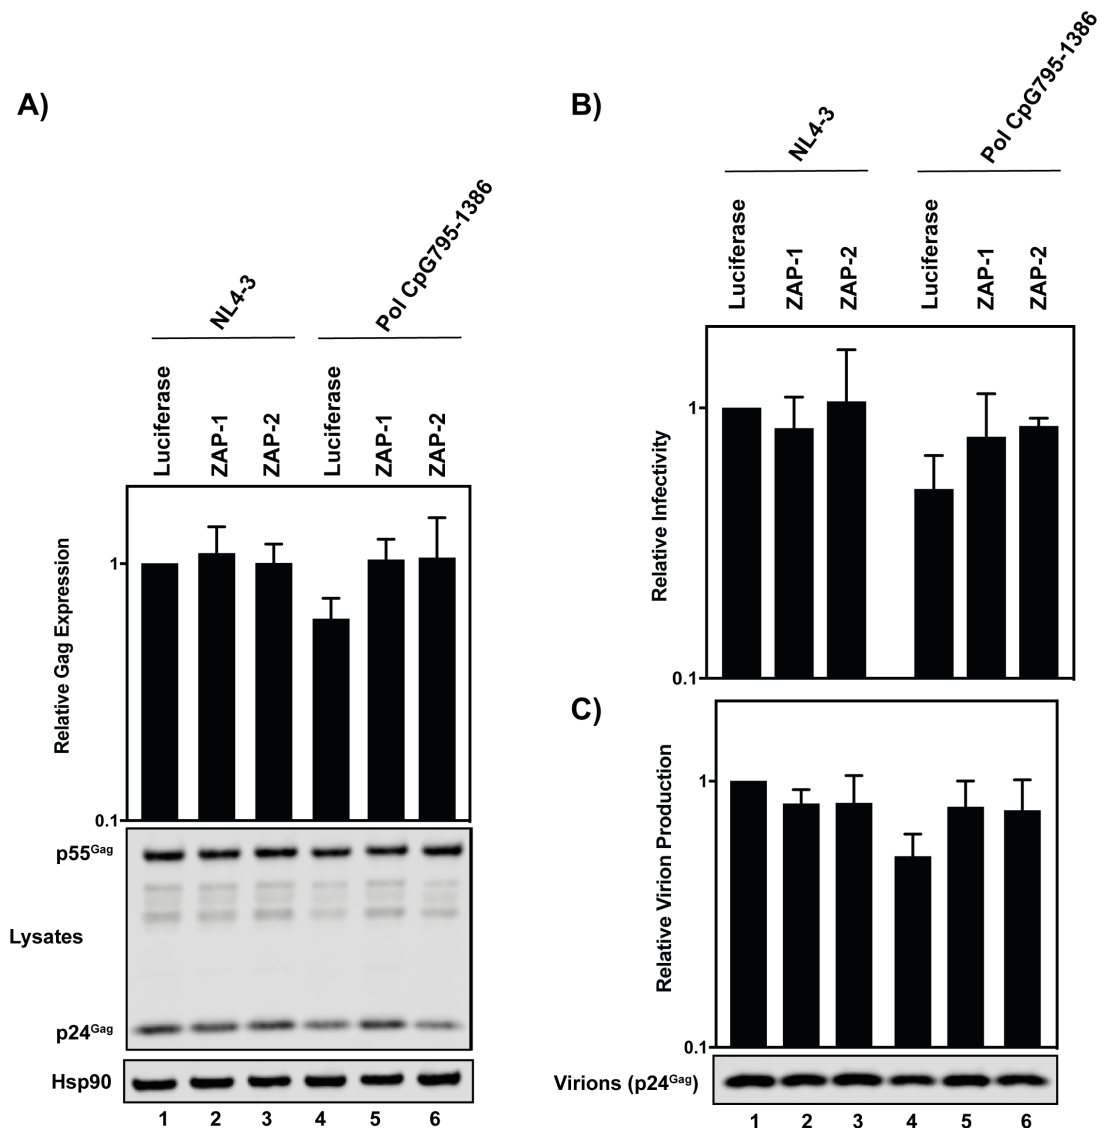 A)
NL4-3
Pol CpG795-1386
Luciferase
ZAP-1
ZAP-2
Luciferase
ZAP-1
ZAP-2
Relative Gag Expression
1
0.1
p55Gag
Lysates
p24Gag
Hsp90
1 2 3 4 5 6
B)
NL4-3
Pol CpG795-1386
Luciferase
ZAP-1
ZAP-2
Luciferase
ZAP-1
ZAP-2
Relative Infectivity
1
0.1
C)
Relative Virion Production
1
0.1
Virions (p24Gag)
1 2 3 4 5 6